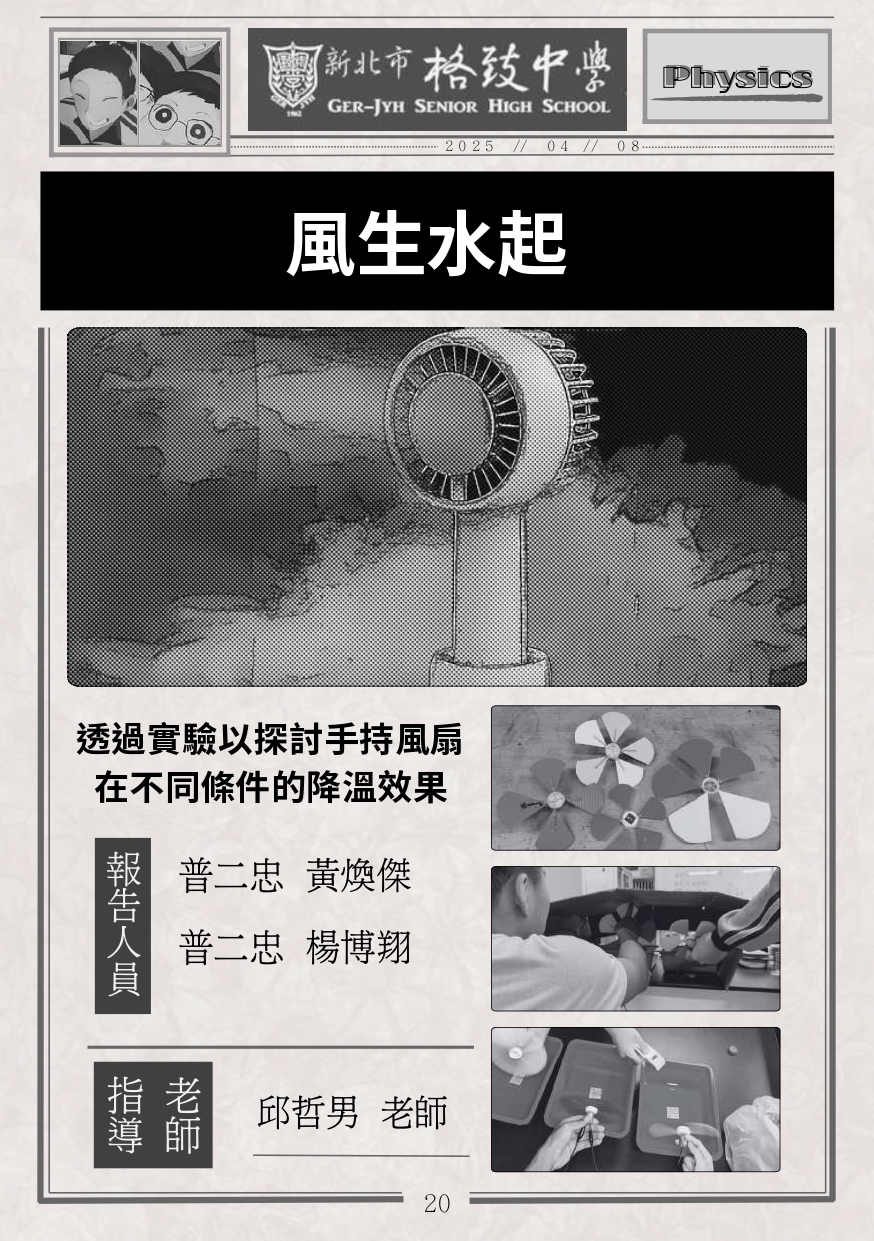 新北市 格致中學
GER-JYH SENIOR HIGH SCHOOL
1962
Physics
2025 // 04 // 08
風生水起
透過實驗以探討手持風扇
在不同條件的降溫效果
報告人員
普二忠 黃煥傑
普二忠 楊博翔
指導老師
邱哲男 老師
20